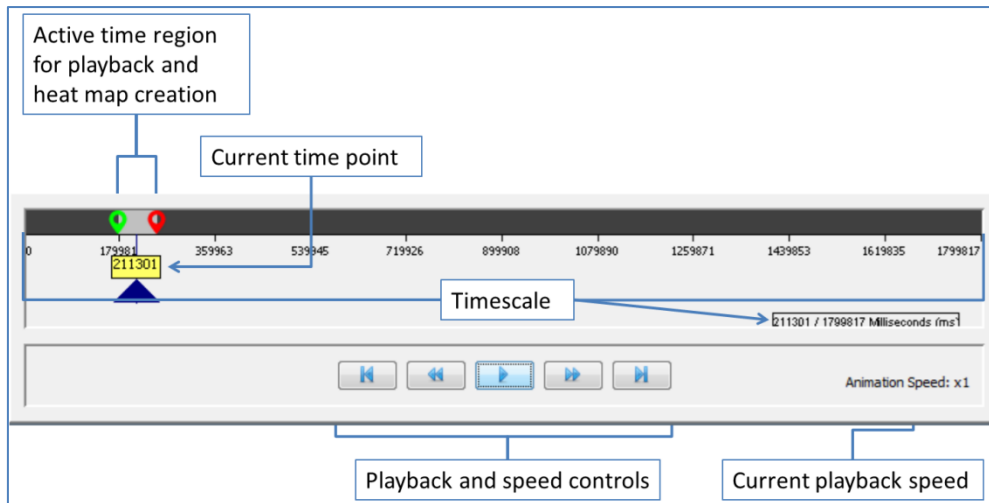 Active time region
for playback and
heat map creation
Current time point
0 179981 359963 539945 719926 899908 1079890 1259871 1439853 1619835 1799817
211301
Timescale
211301 / 1799817 Milliseconds (ms)
Animation Speed: x1
Playback and speed controls
Current playback speed